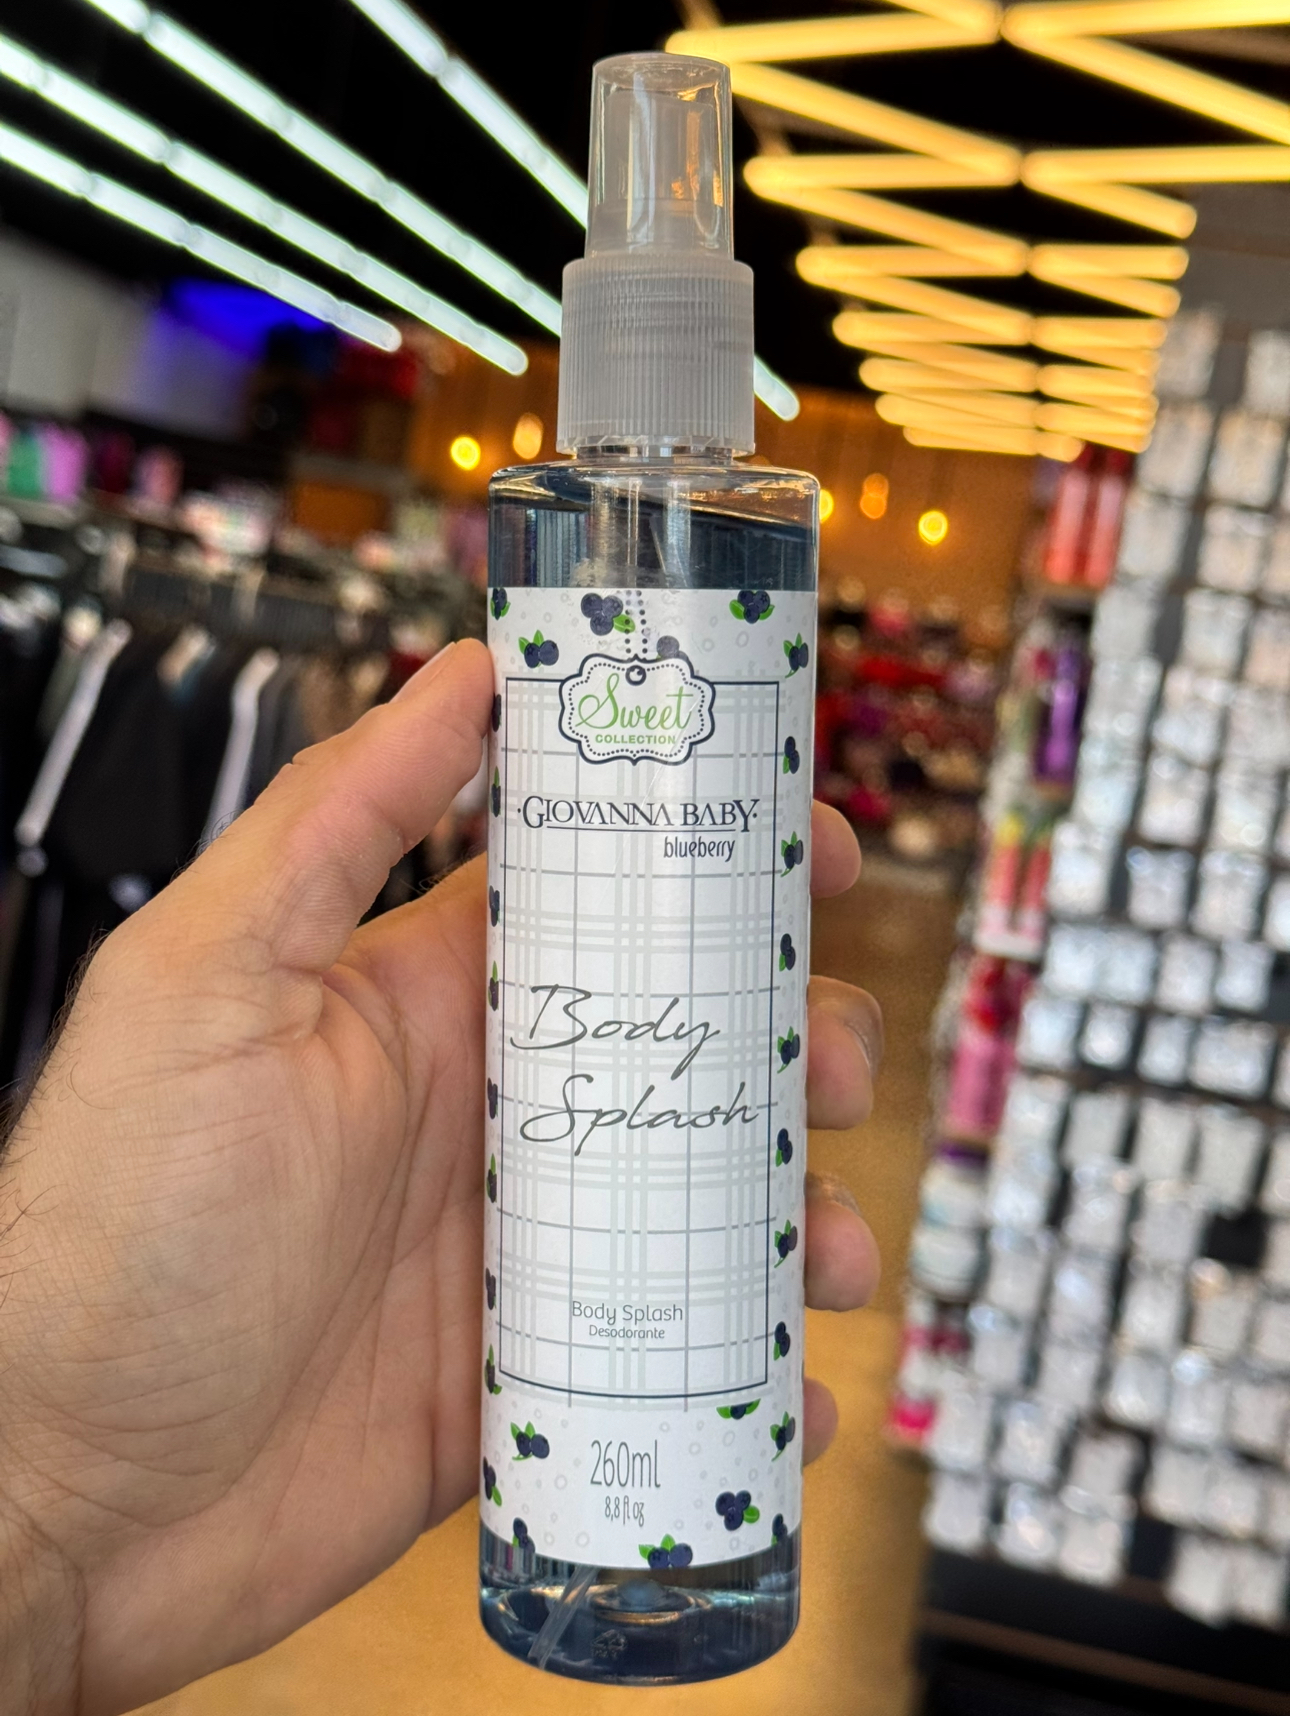 Sweet
COLLECTION
·GIOVANNA BABY·
blueberry
Body
Splash
Body Splash
Desodorante
260ml
8,8 fl oz